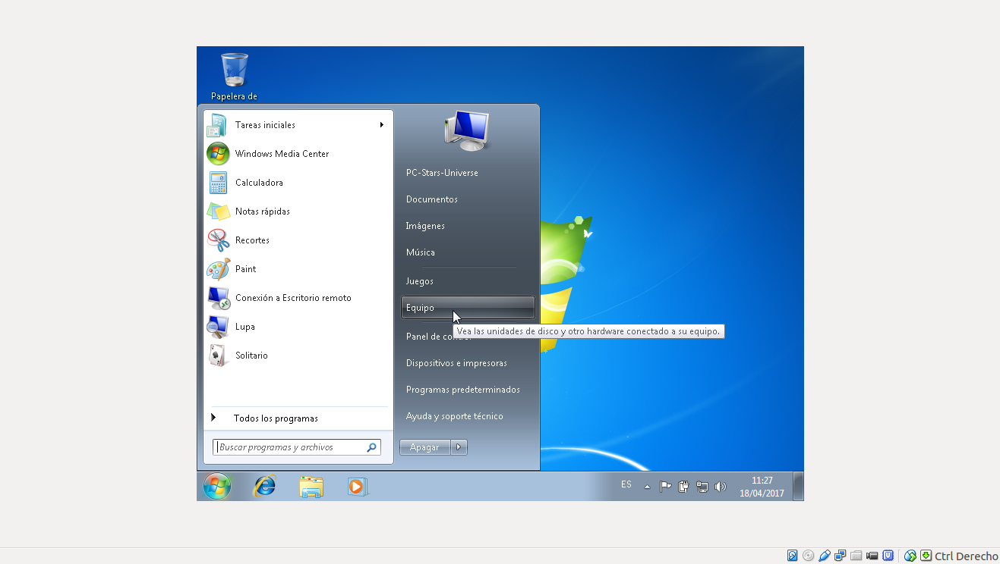 Papelera de
Tareas iniciales
Windows Media Center
Calculadora
Notas rápidas
Recortes
Paint
Conexión a Escritorio remoto
Lupa
Solitario
Todos los programas
Buscar programas y archivos
PC-Stars-Universe
Documentos
Imágenes
Música
Juegos
Equipo
Vea las unidades de disco y otro hardware conectado a su equipo.
Panel de control
Dispositivos e impresoras
Programas predeterminados
Ayuda y soporte técnico
Apagar
ES
11:27
18/04/2017
Ctrl Derecho